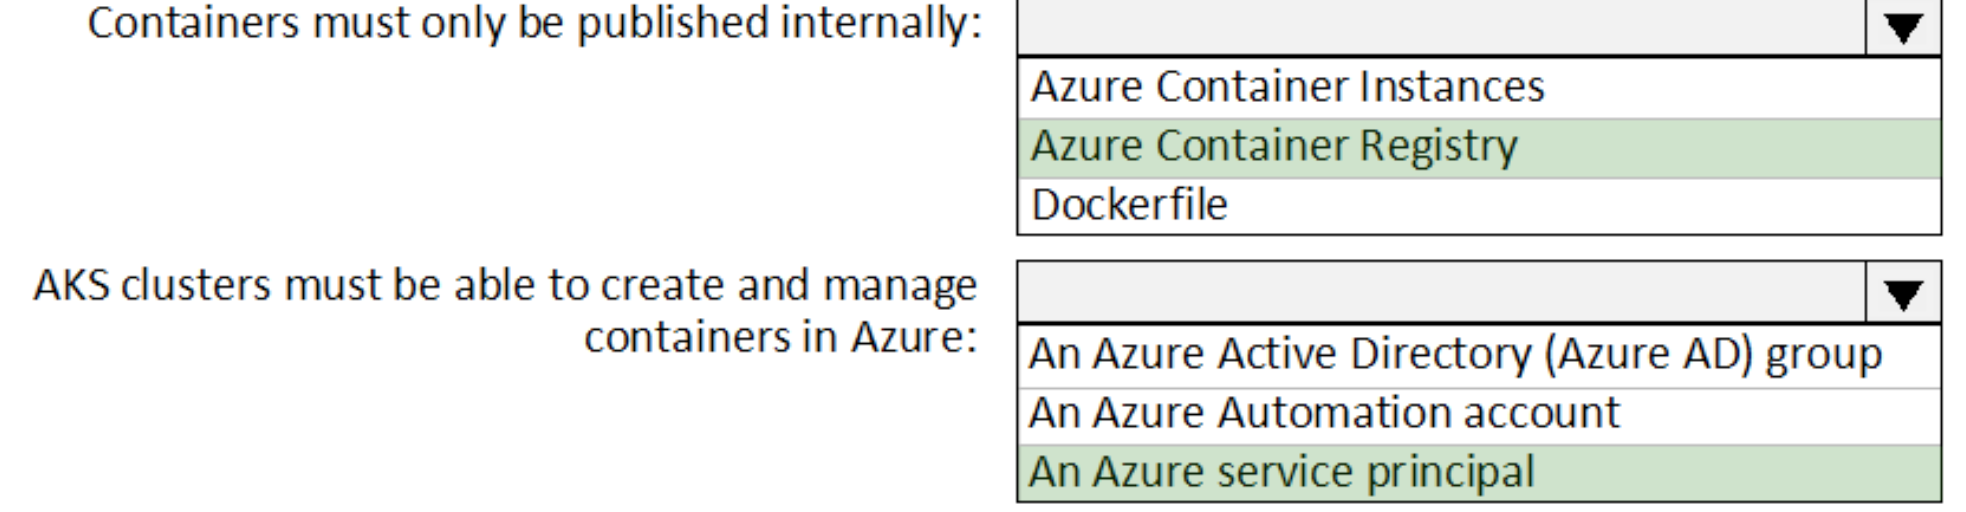 Containers must only be published internally:
Azure Container Instances
Azure Container Registry
Dockerfile
AKS clusters must be able to create and manage
containers in Azure:
An Azure Active Directory (Azure AD) group
An Azure Automation account
An Azure service principal